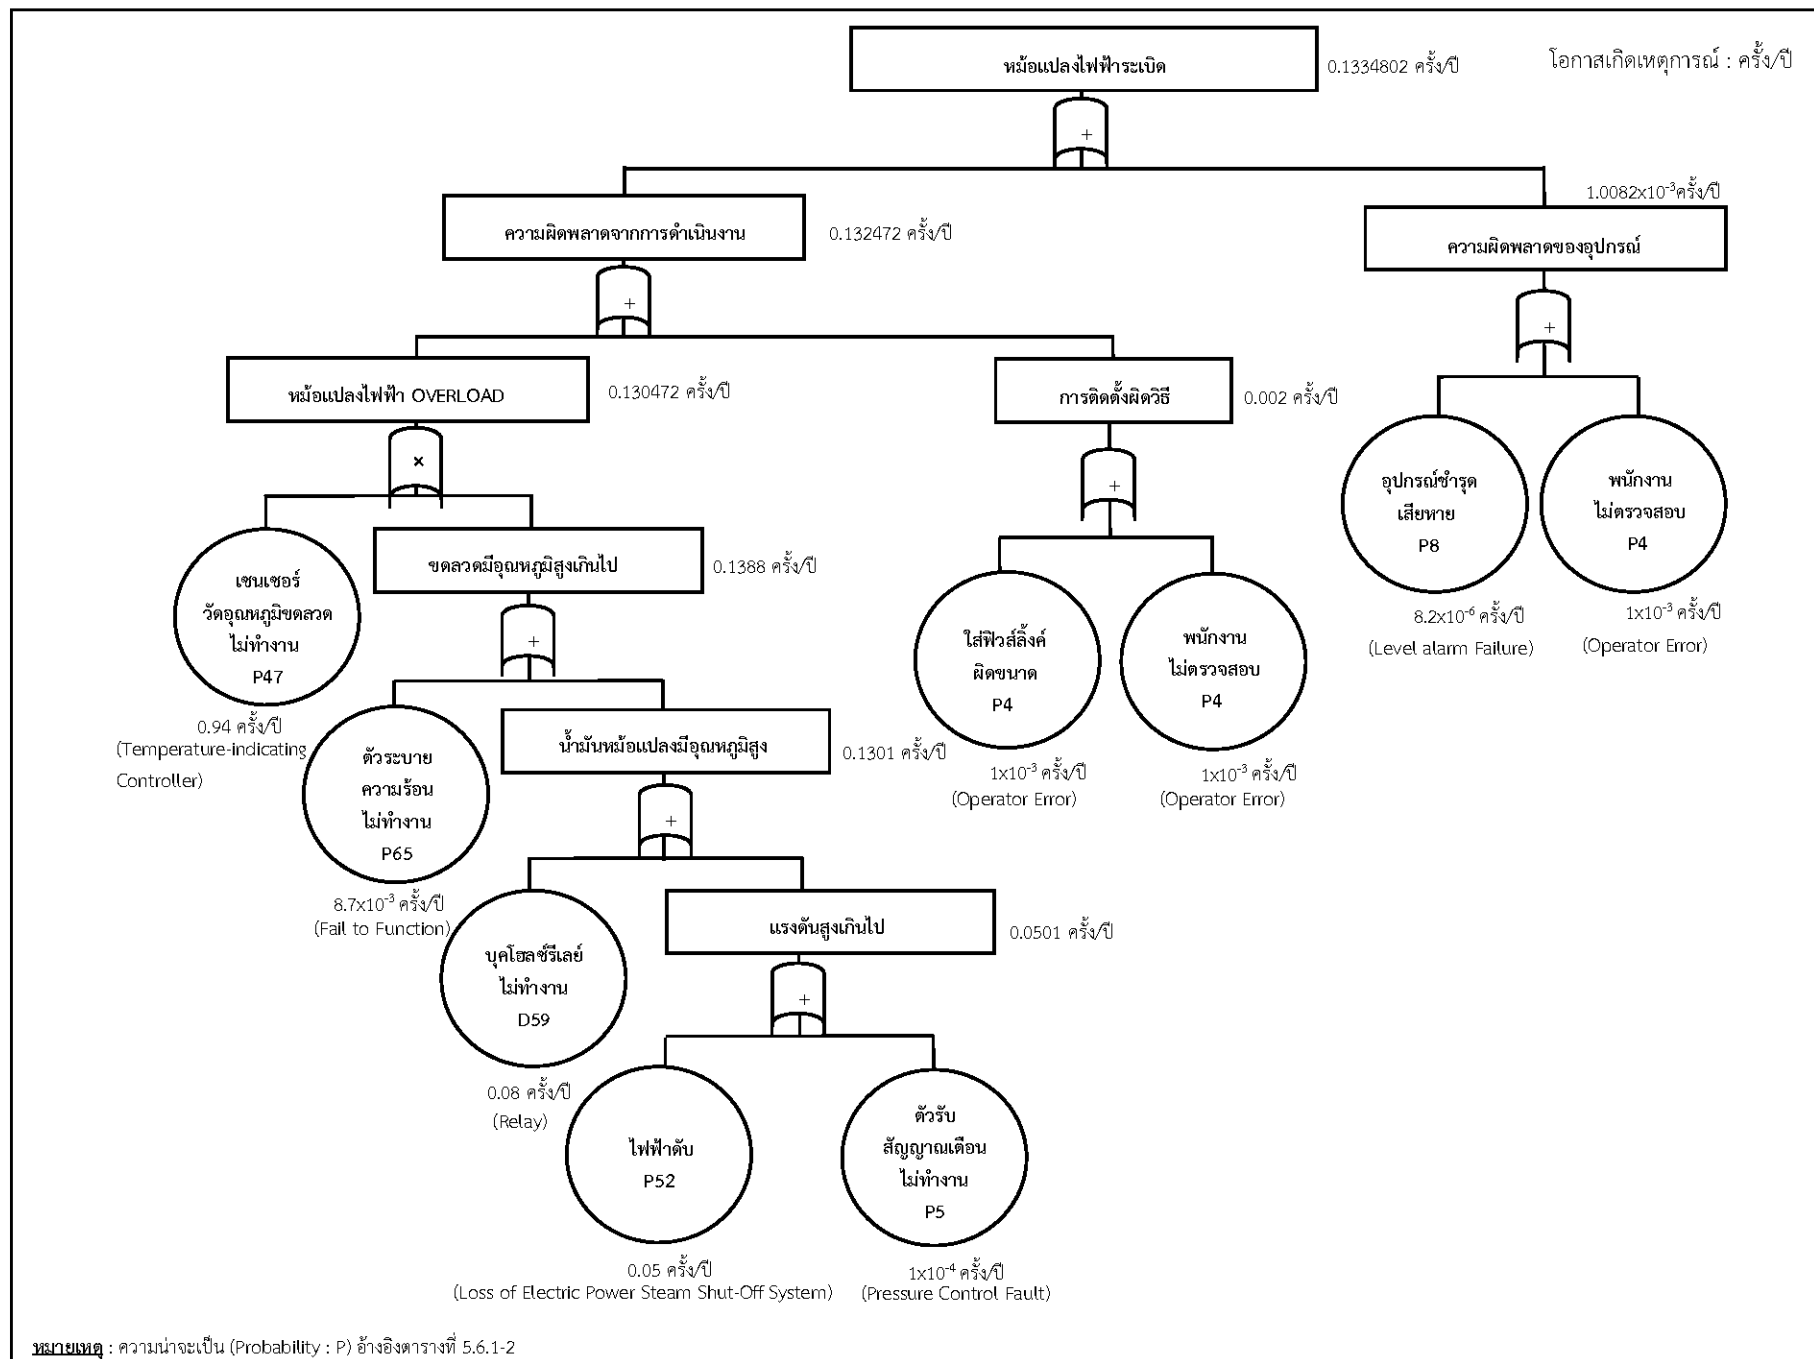 หม้อแปลงไฟฟ้าระเบิด
0.1334802 ครั้ง/ปี
โอกาสเกิดเหตุการณ์ : ครั้ง/ปี
+
ความผิดพลาดจากการดำเนินงาน
0.132472 ครั้ง/ปี
1.0082x10⁻³ครั้ง/ปี
ความผิดพลาดของอุปกรณ์
+
+
หม้อแปลงไฟฟ้า OVERLOAD
0.130472 ครั้ง/ปี
การติดตั้งผิดวิธี
0.002 ครั้ง/ปี
×
+
อุปกรณ์ชำรุด
เสียหาย
P8
พนักงาน
ไม่ตรวจสอบ
P4
8.2x10⁻⁶ ครั้ง/ปี
(Level alarm Failure)
1x10⁻³ ครั้ง/ปี
(Operator Error)
เซนเซอร์
วัดอุณหภูมิขดลวด
ไม่ทำงาน
P47
0.94 ครั้ง/ปี
(Temperature-indicating
Controller)
ขดลวดมีอุณหภูมิสูงเกินไป
0.1388 ครั้ง/ปี
+
ใส่ฟิวส์ลิ้งค์
ผิดขนาด
P4
พนักงาน
ไม่ตรวจสอบ
P4
1x10⁻³ ครั้ง/ปี
(Operator Error)
1x10⁻³ ครั้ง/ปี
(Operator Error)
ตัวระบาย
ความร้อน
ไม่ทำงาน
P65
8.7x10⁻³ ครั้ง/ปี
(Fail to Function)
น้ำมันหม้อแปลงมีอุณหภูมิสูง
0.1301 ครั้ง/ปี
+
บุคโฮลซ์รีเลย์
ไม่ทำงาน
D59
0.08 ครั้ง/ปี
(Relay)
แรงดันสูงเกินไป
0.0501 ครั้ง/ปี
+
ไฟฟ้าดับ
P52
0.05 ครั้ง/ปี
(Loss of Electric Power Steam Shut-Off System)
ตัวรับ
สัญญาณเตือน
ไม่ทำงาน
P5
1x10⁻⁴ ครั้ง/ปี
(Pressure Control Fault)
หมายเหตุ : ความน่าจะเป็น (Probability : P) อ้างอิงตารางที่ 5.6.1-2